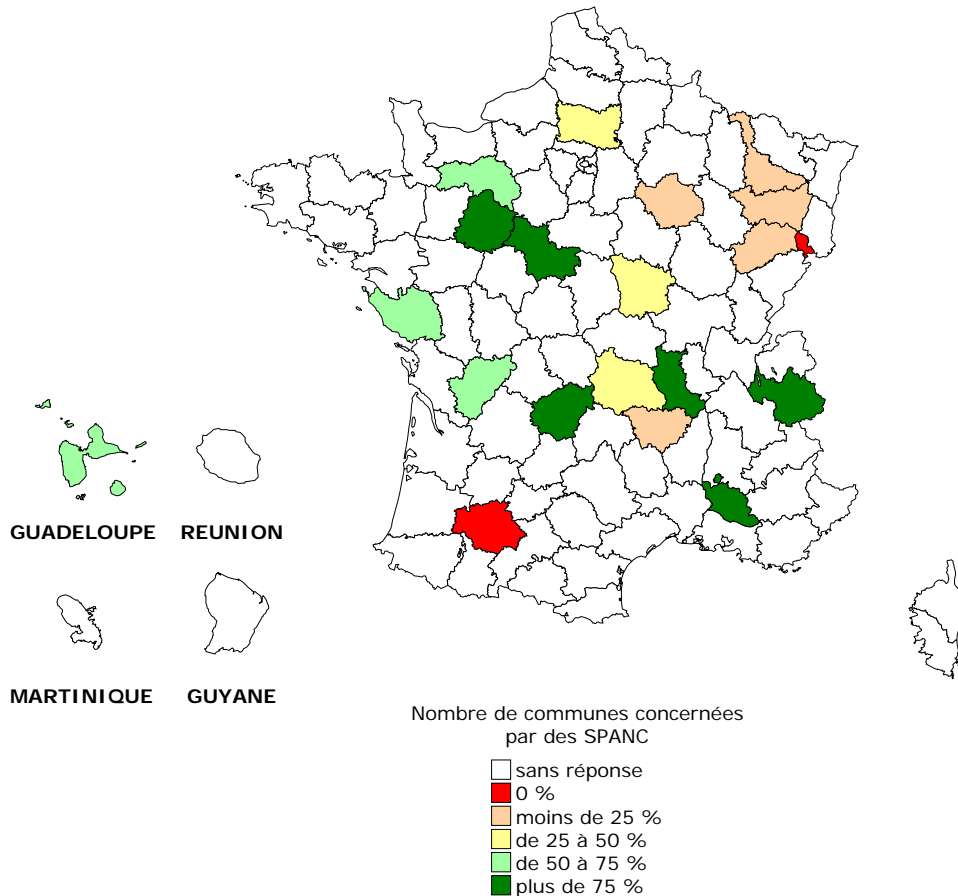 GUADELOUPE REUNION
MARTINIQUE GUYANE
Nombre de communes concernées
par des SPANC
sans réponse
0 %
moins de 25 %
de 25 à 50 %
de 50 à 75 %
plus de 75 %